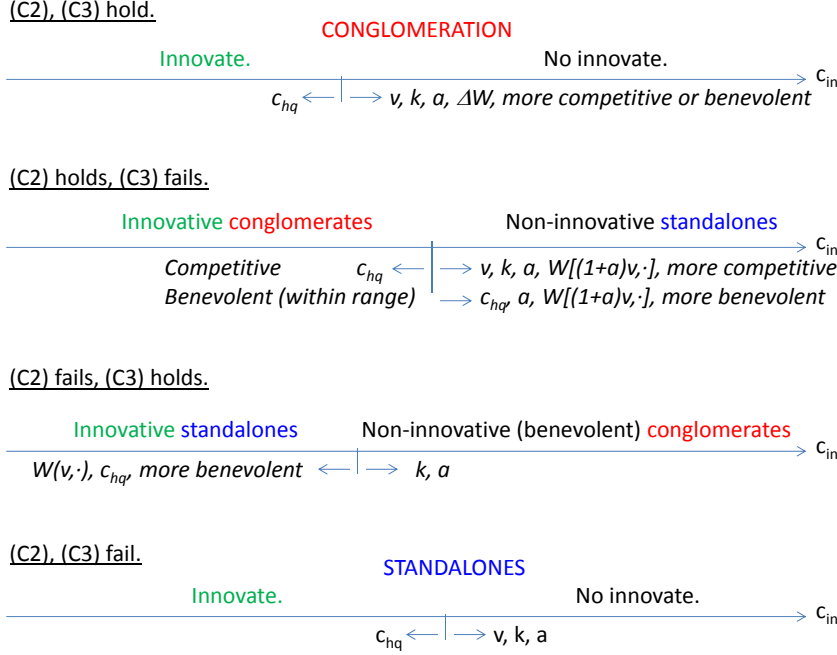 (C2), (C3) hold.
CONGLOMERATION
Innovate. No innovate.
c_in
c_hq v, k, a, ΔW, more competitive or benevolent
(C2) holds, (C3) fails.
Innovative conglomerates Non-innovative standalones
c_in
Competitive c_hq v, k, a, W[(1+a)v,·], more competitive
Benevolent (within range) c_hq, a, W[(1+a)v,·], more benevolent
(C2) fails, (C3) holds.
Innovative standalones Non-innovative (benevolent) conglomerates
c_in
W(v,·), c_hq, more benevolent k, a
(C2), (C3) fail.
STANDALONES
Innovate. No innovate.
c_in
c_hq v, k, a